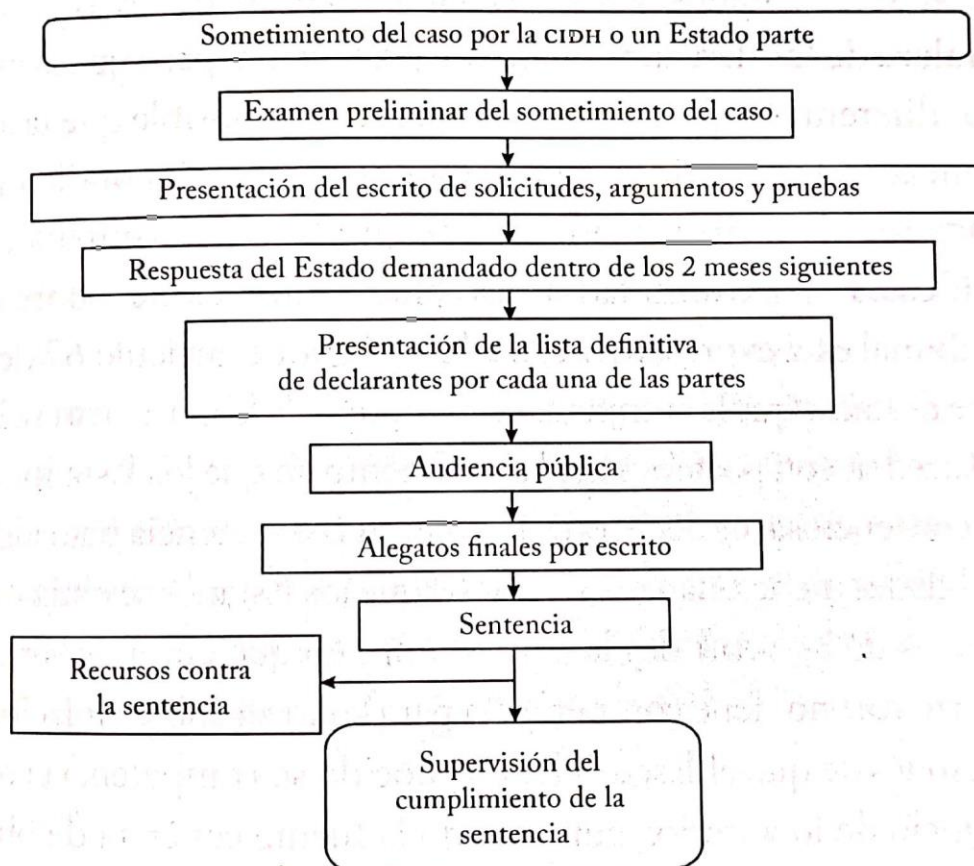 Sometimiento del caso por la CIDH o un Estado parte
Examen preliminar del sometimiento del caso
Presentación del escrito de solicitudes, argumentos y pruebas
Respuesta del Estado demandado dentro de los 2 meses siguientes
Presentación de la lista definitiva
de declarantes por cada una de las partes
Audiencia pública
Alegatos finales por escrito
Sentencia
Recursos contra
la sentencia
Supervisión del
cumplimiento de la
sentencia